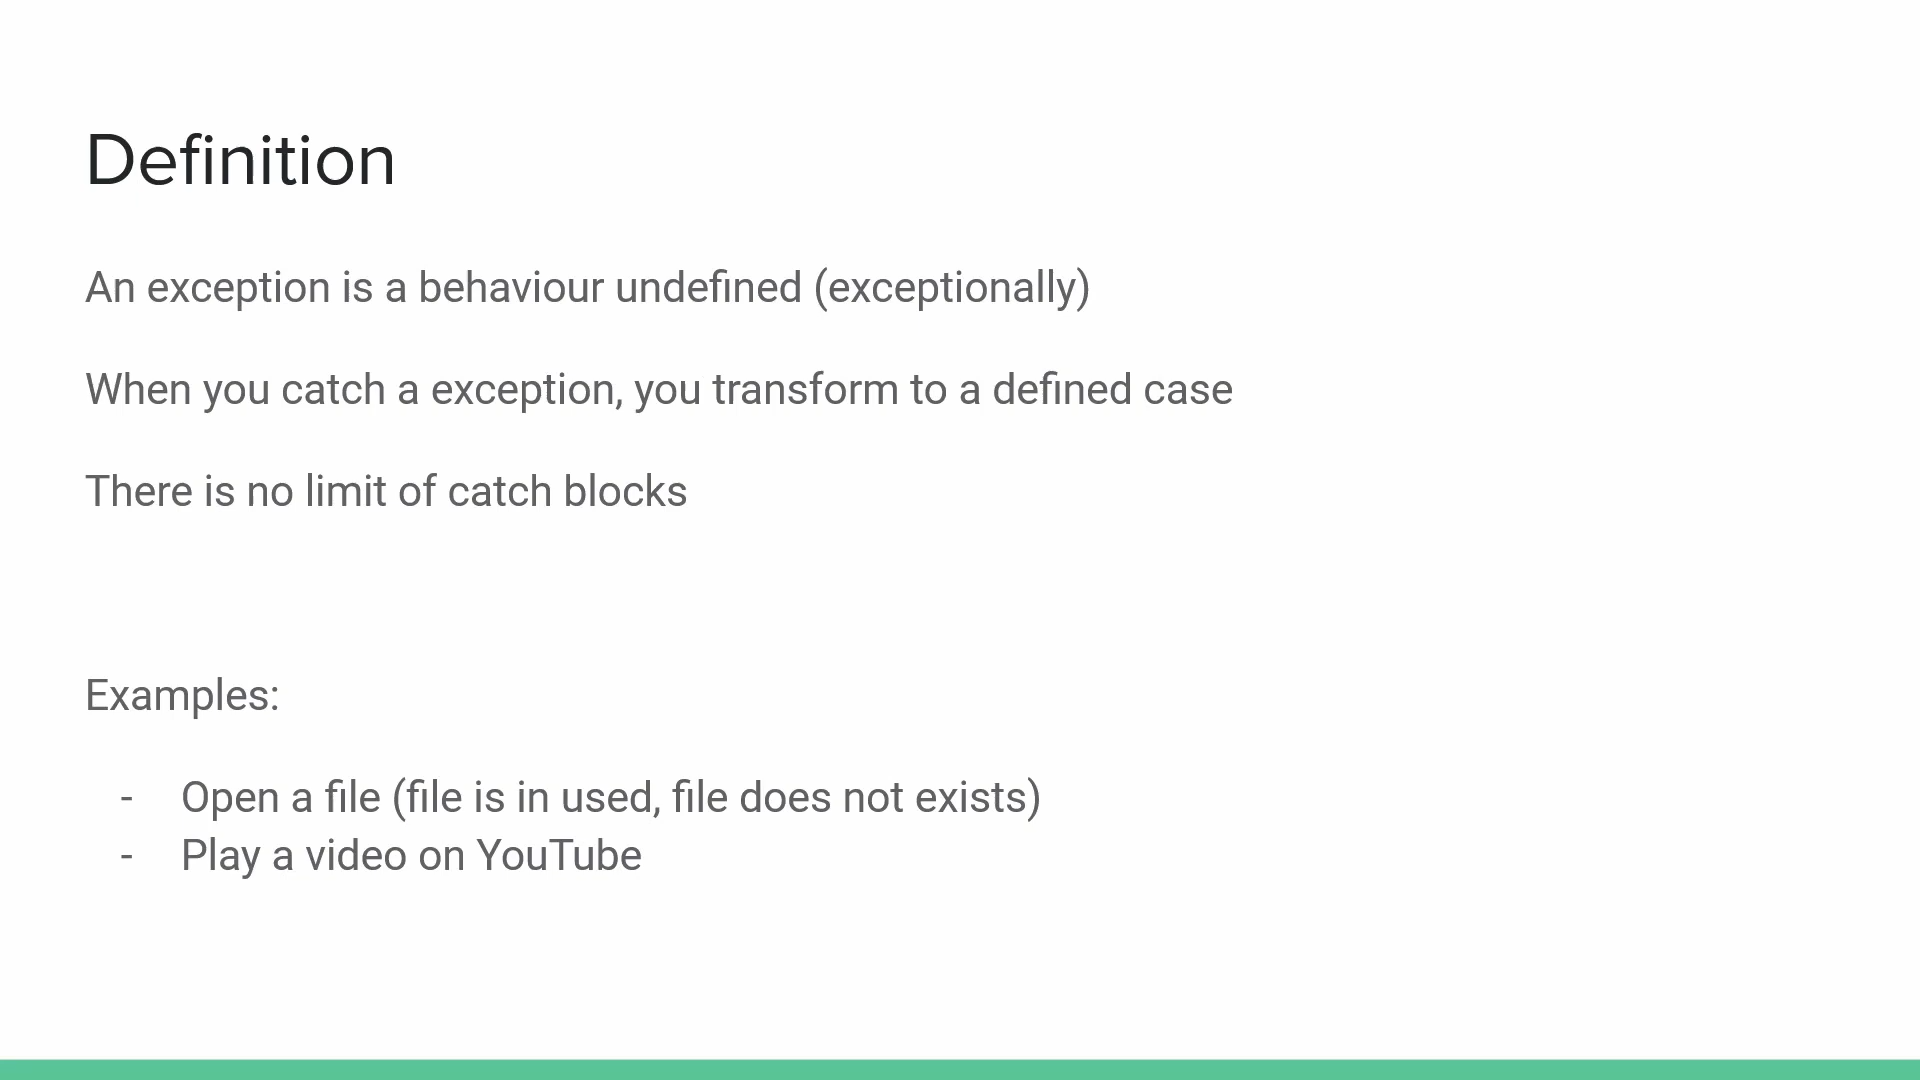 Definition
An exception is a behaviour undefined (exceptionally)
When you catch a exception, you transform to a defined case
There is no limit of catch blocks
Examples:
- Open a file (file is in used, file does not exists)
- Play a video on YouTube